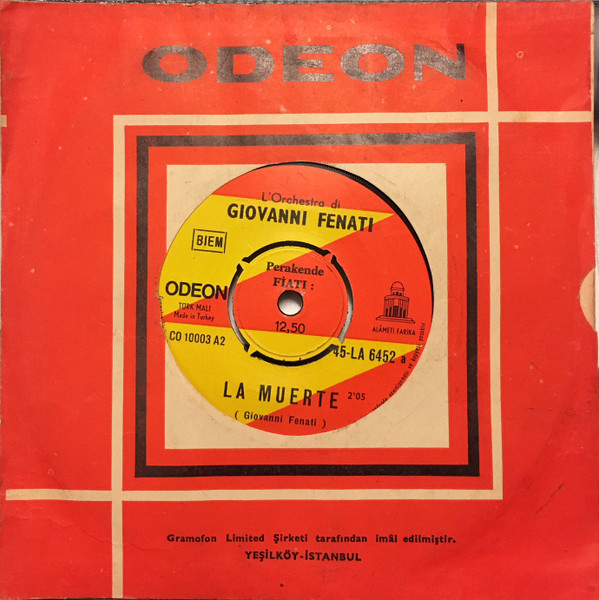 ODEON
L'Orchestra di
GIOVANNI FENATI
BIEM
Perakende
FİATI :
12,50
ODEON
TÜRK MALI
Made in Turkey
ALÂMETİ FARİKA
CO 10003 A2
45-LA 6452 a
LA MUERTE 2'05
( Giovanni Fenati )
Gramofon Limited Şirketi tarafından imâl edilmiştir.
YEŞİLKÖY-İSTANBUL